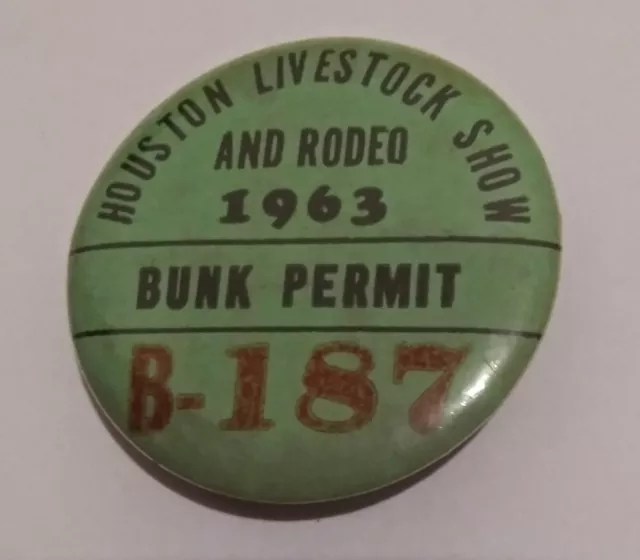 HOUSTON LIVESTOCK SHOW
AND RODEO
1963
BUNK PERMIT
B-187